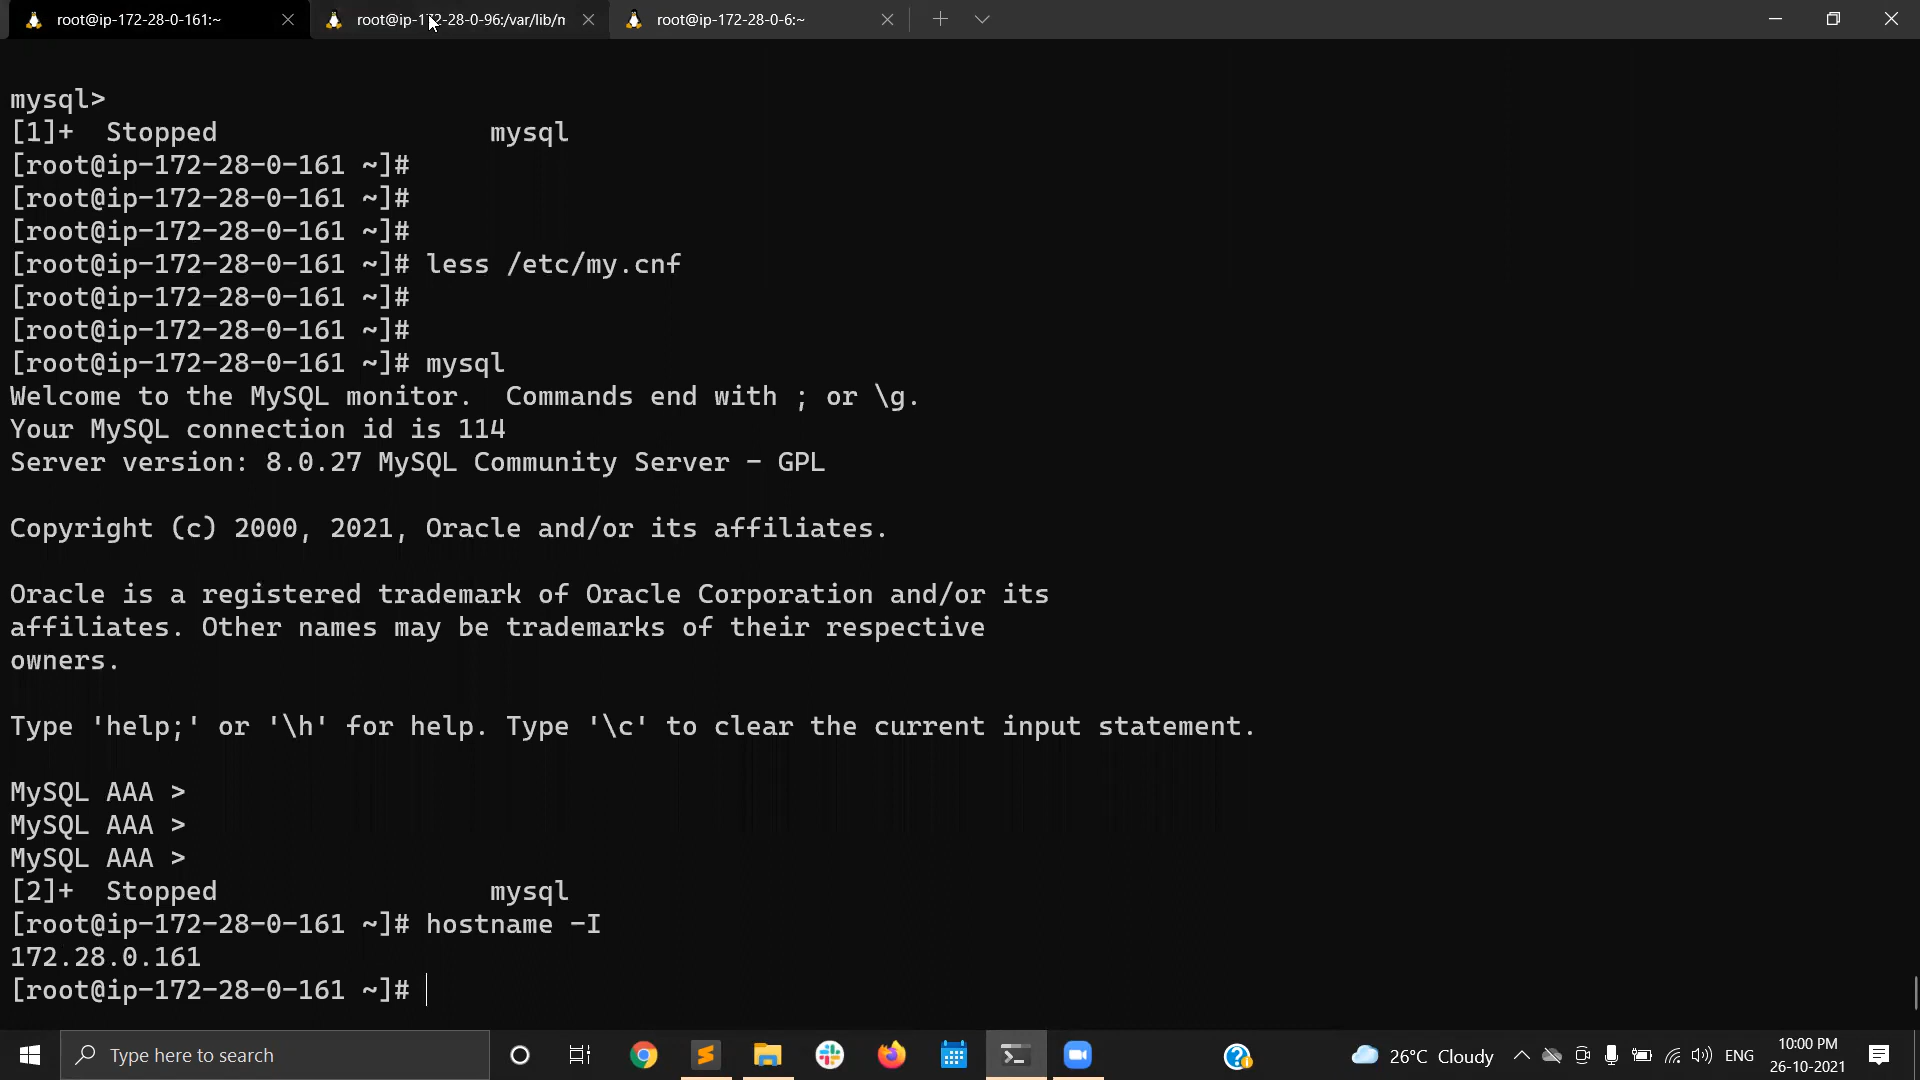 root@ip-172-28-0-161:~
root@ip-172-28-0-96:/var/lib/n
root@ip-172-28-0-6:~
mysql>
[1]+  Stopped                 mysql
[root@ip-172-28-0-161 ~]#
[root@ip-172-28-0-161 ~]#
[root@ip-172-28-0-161 ~]#
[root@ip-172-28-0-161 ~]# less /etc/my.cnf
[root@ip-172-28-0-161 ~]#
[root@ip-172-28-0-161 ~]#
[root@ip-172-28-0-161 ~]# mysql
Welcome to the MySQL monitor.  Commands end with ; or \g.
Your MySQL connection id is 114
Server version: 8.0.27 MySQL Community Server - GPL
Copyright (c) 2000, 2021, Oracle and/or its affiliates.
Oracle is a registered trademark of Oracle Corporation and/or its
affiliates. Other names may be trademarks of their respective
owners.
Type 'help;' or '\h' for help. Type '\c' to clear the current input statement.
MySQL AAA >
MySQL AAA >
MySQL AAA >
[2]+  Stopped                 mysql
[root@ip-172-28-0-161 ~]# hostname -I
172.28.0.161
[root@ip-172-28-0-161 ~]#
Type here to search
26°C Cloudy
ENG
10:00 PM
26-10-2021